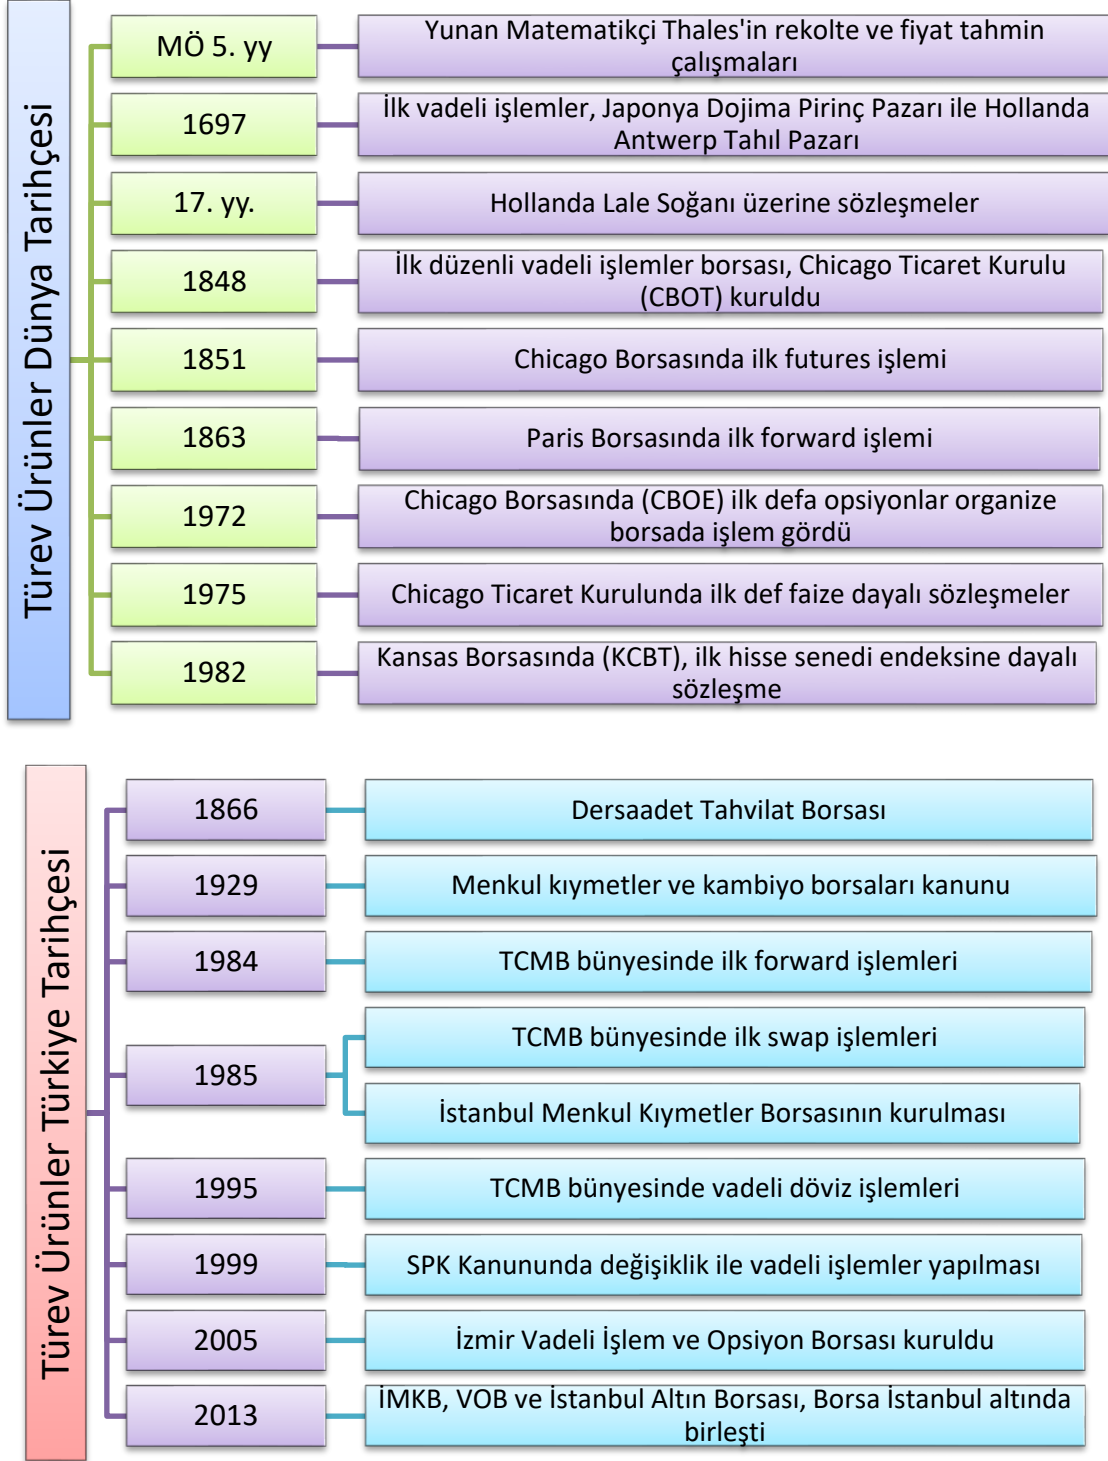 Türev Ürünler Dünya Tarihçesi
MÖ 5. yy
Yunan Matematikçi Thales'in rekolte ve fiyat tahmin
çalışmaları
1697
İlk vadeli işlemler, Japonya Dojima Pirinç Pazarı ile Hollanda
Antwerp Tahıl Pazarı
17. yy.
Hollanda Lale Soğanı üzerine sözleşmeler
1848
İlk düzenli vadeli işlemler borsası, Chicago Ticaret Kurulu
(CBOT) kuruldu
1851
Chicago Borsasında ilk futures işlemi
1863
Paris Borsasında ilk forward işlemi
1972
Chicago Borsasında (CBOE) ilk defa opsiyonlar organize
borsada işlem gördü
1975
Chicago Ticaret Kurulunda ilk def faize dayalı sözleşmeler
1982
Kansas Borsasında (KCBT), ilk hisse senedi endeksine dayalı
sözleşme
Türev Ürünler Türkiye Tarihçesi
1866
Dersaadet Tahvilat Borsası
1929
Menkul kıymetler ve kambiyo borsaları kanunu
1984
TCMB bünyesinde ilk forward işlemleri
1985
TCMB bünyesinde ilk swap işlemleri
İstanbul Menkul Kıymetler Borsasının kurulması
1995
TCMB bünyesinde vadeli döviz işlemleri
1999
SPK Kanununda değişiklik ile vadeli işlemler yapılması
2005
İzmir Vadeli İşlem ve Opsiyon Borsası kuruldu
2013
İMKB, VOB ve İstanbul Altın Borsası, Borsa İstanbul altında
birleşti